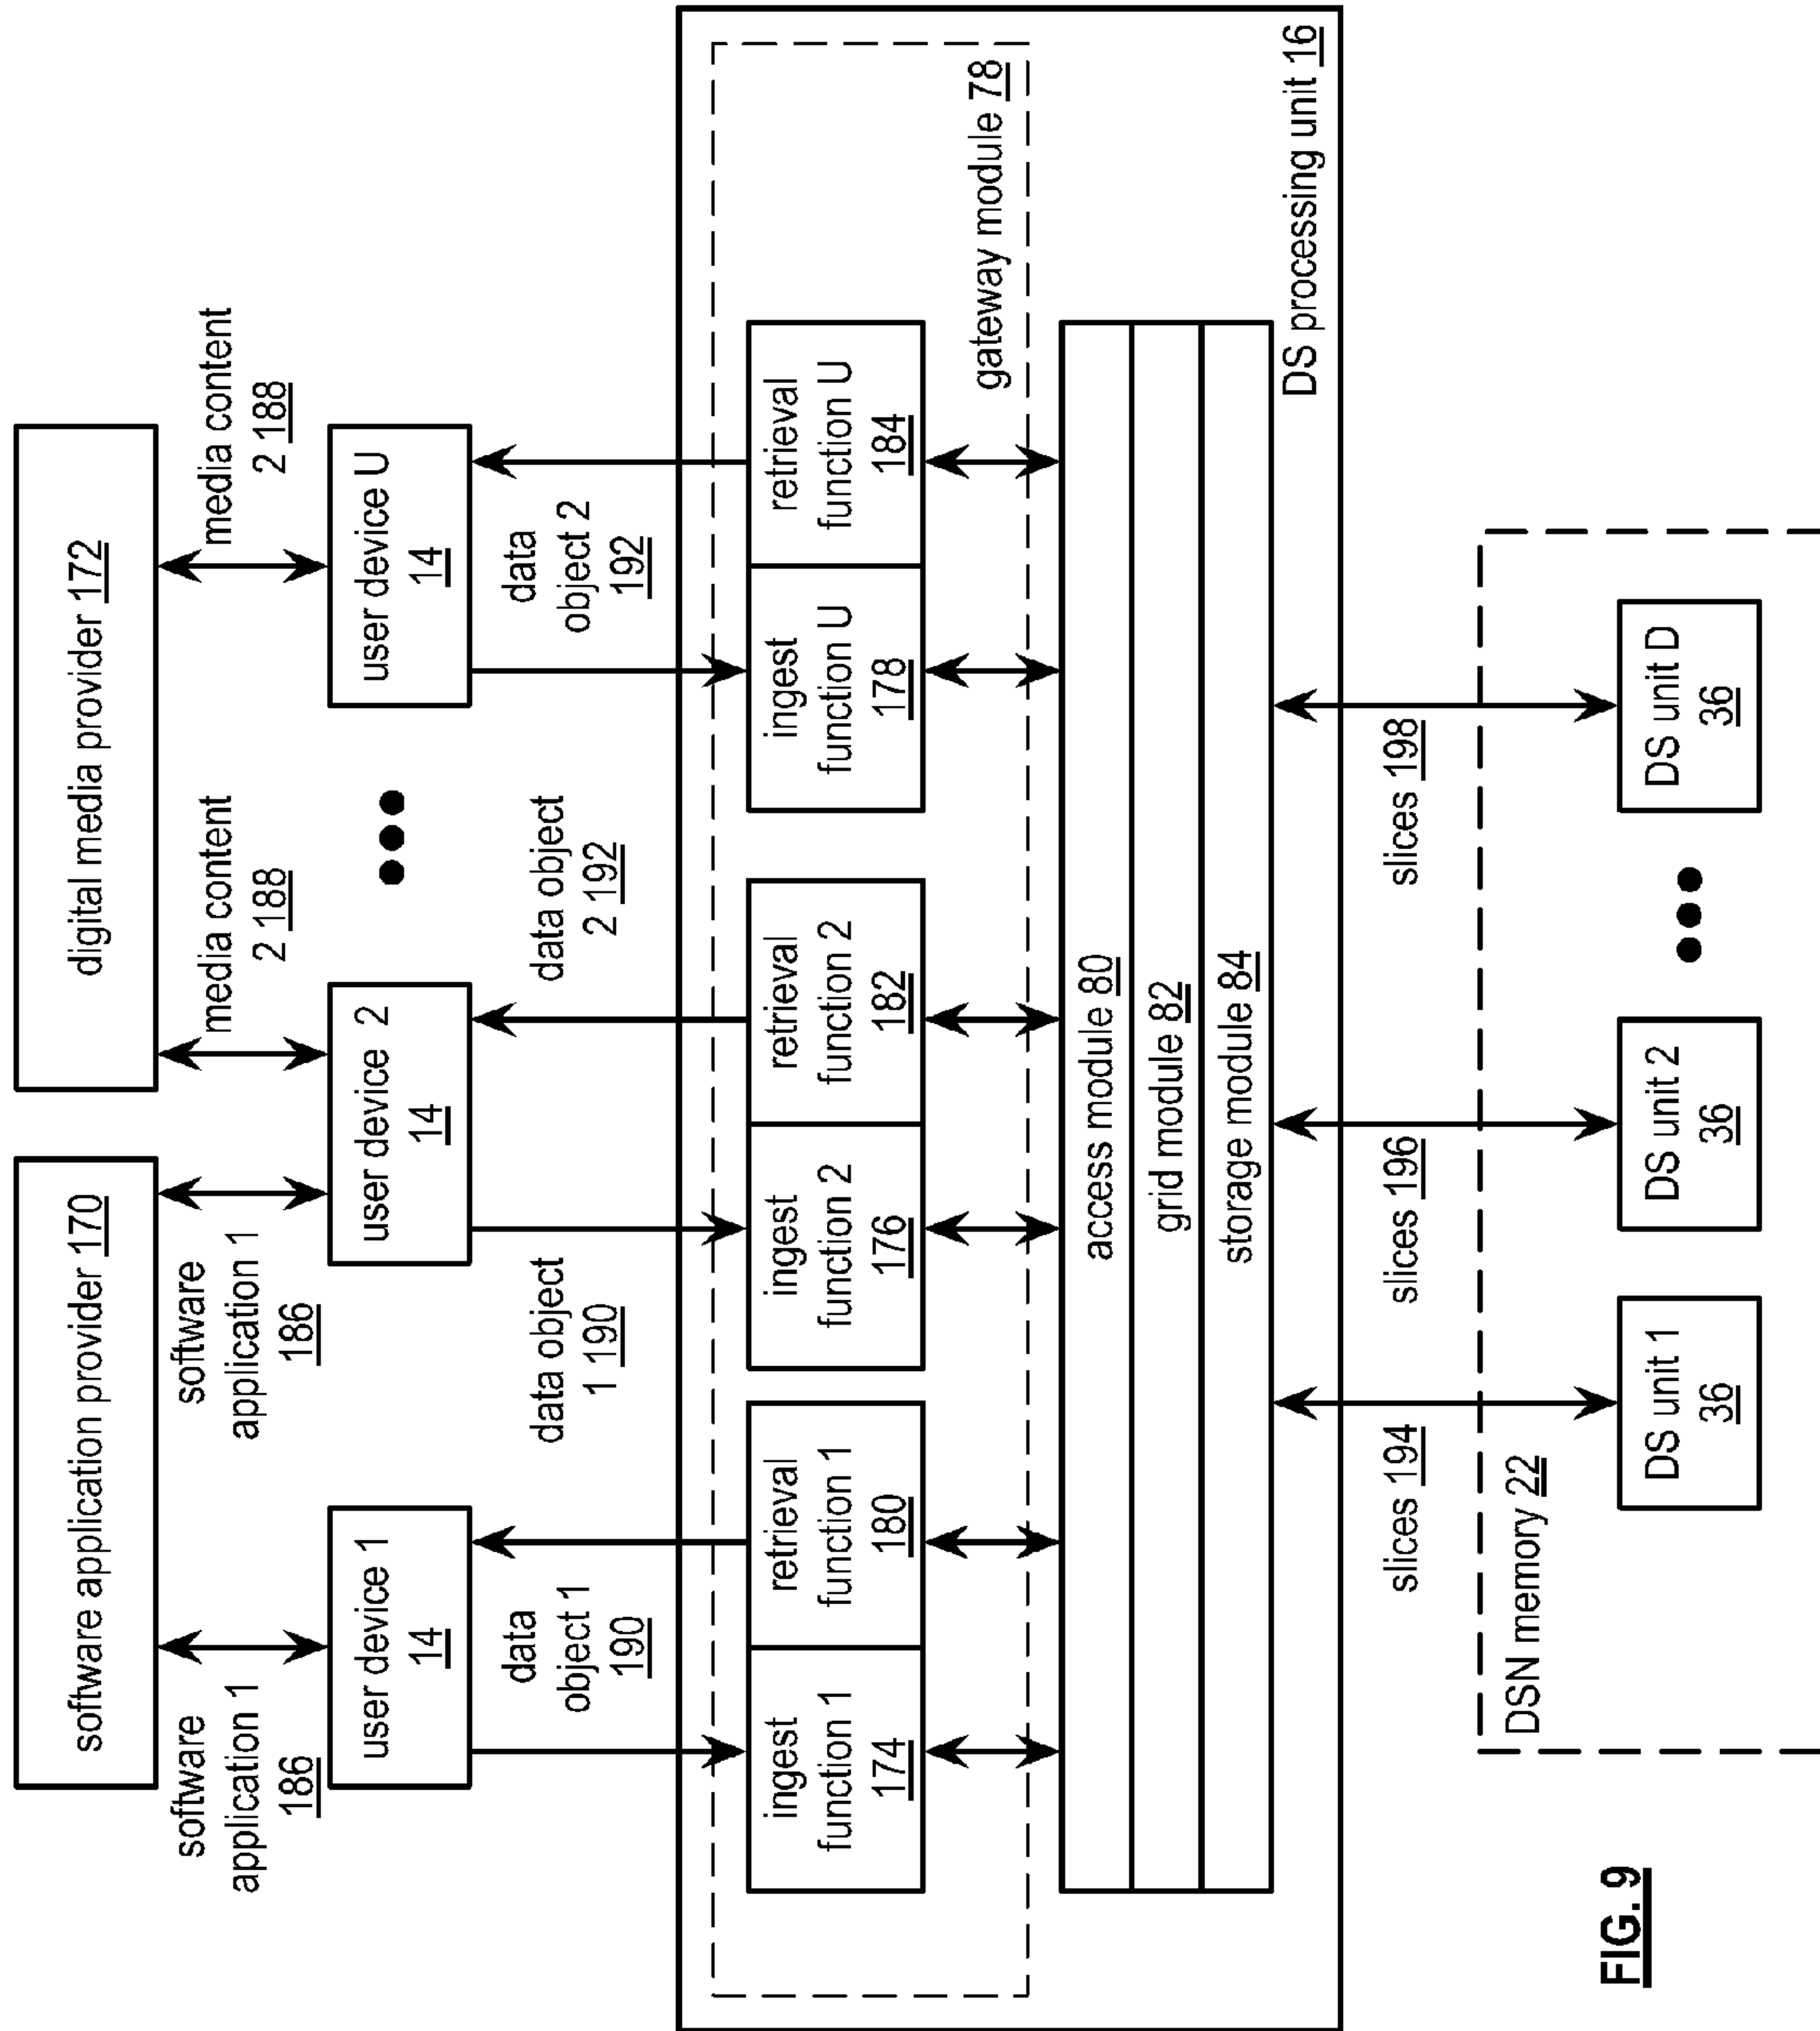 software application provider 170
digital media provider 172
software
application 1
186
software
application 1
186
media content
2 188
media content
2 188
user device 1
14
user device 2
14
user device U
14
data
object 1
190
data object
1 190
data object
2 192
data
object 2
192
ingest
function 1
174
retrieval
function 1
180
ingest
function 2
176
retrieval
function 2
182
ingest
function U
178
retrieval
function U
184
gateway module 78
access module 80
grid module 82
storage module 84
DS processing unit 16
slices 194
slices 196
slices 198
DSN memory 22
DS unit 1
36
DS unit 2
36
DS unit D
36
FIG. 9